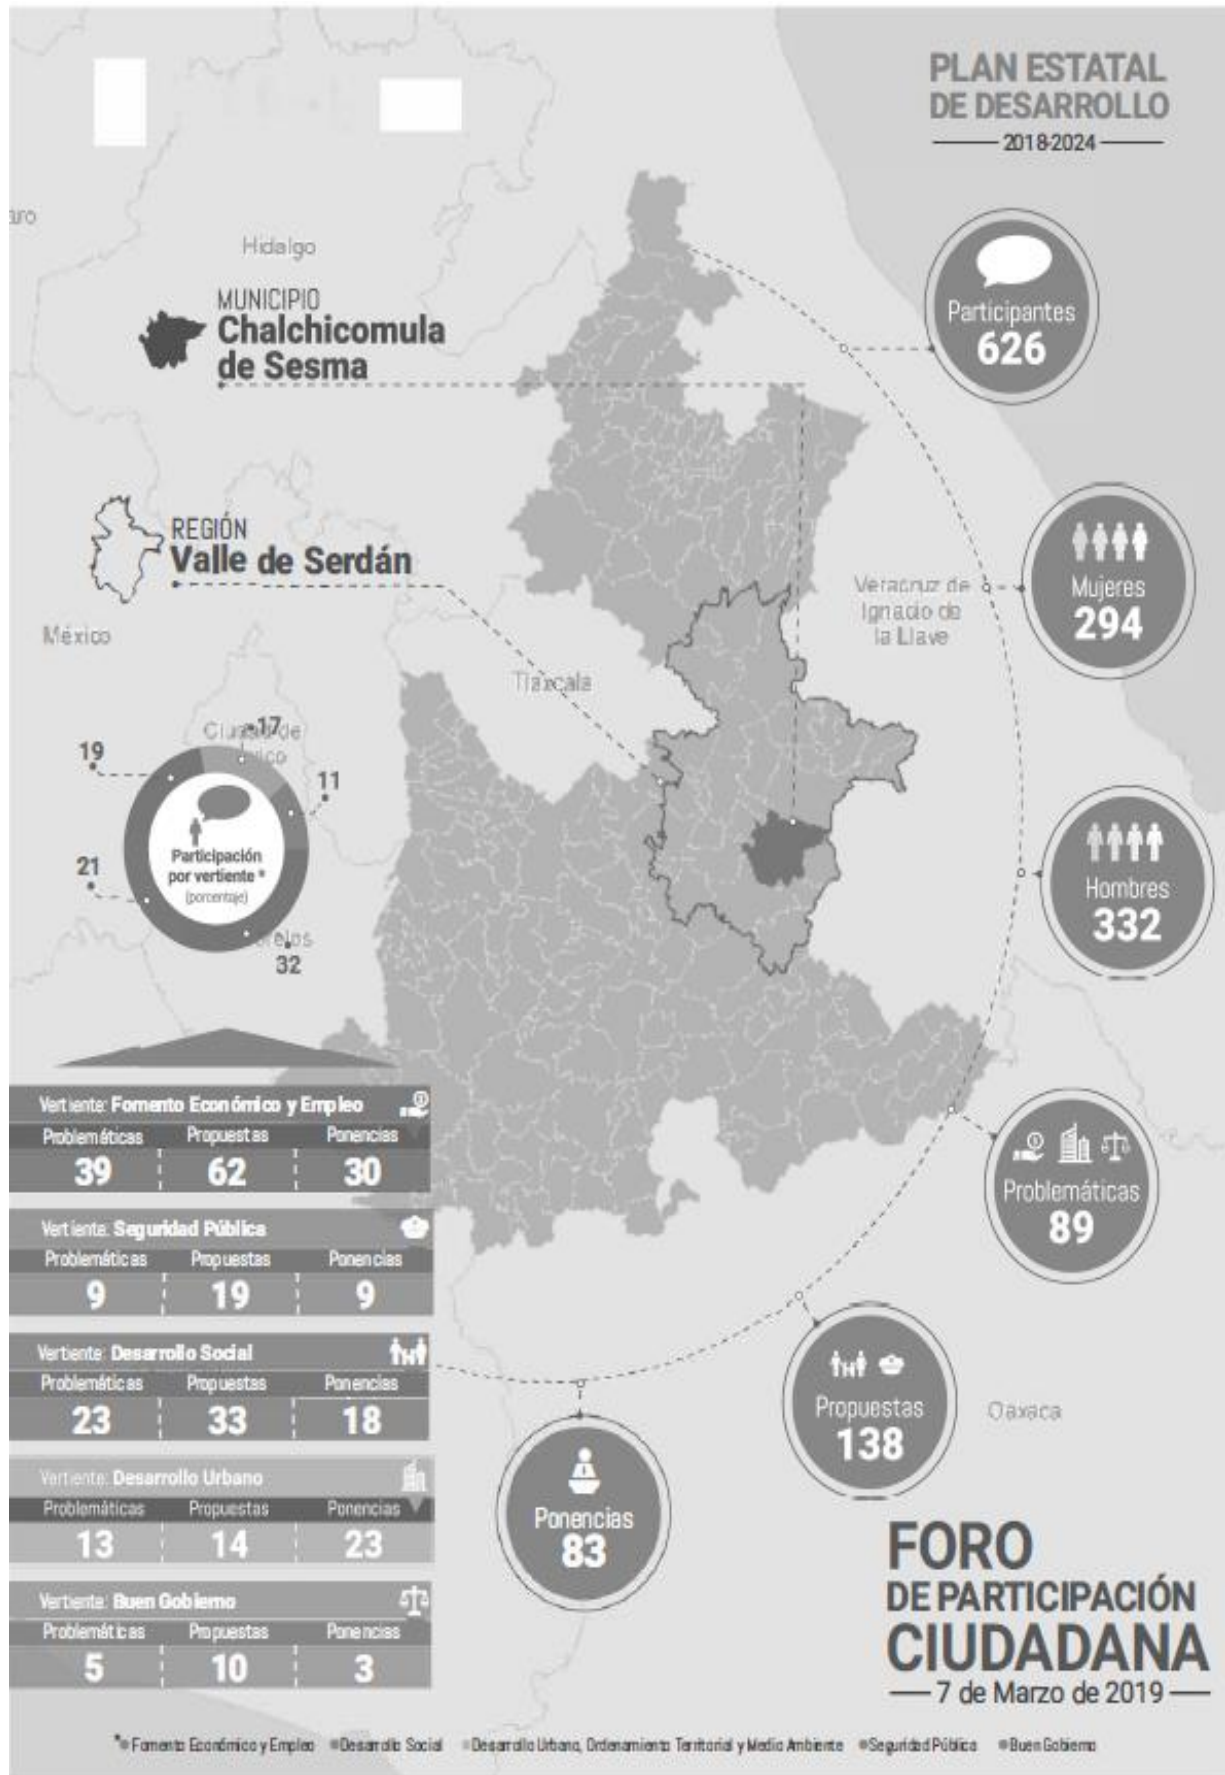 PLAN ESTATAL
DE DESARROLLO
2018-2024
Hidalgo
MUNICIPIO
Chalchicomula
de Sesma
Participantes
626
REGIÓN
Valle de Serdán
Veracruz de
Ignacio de
la Llave
Mujeres
294
México
Tlaxcala
17
19
11
Participación
por vertiente *
(porcentaje)
21
32
Hombres
332
Vertiente: Fomento Económico y Empleo
Problemáticas Propuestas Ponencias
39 62 30
Problemáticas
89
Vertiente: Seguridad Pública
Problemáticas Propuestas Ponencias
9 19 9
Vertiente: Desarrollo Social
Problemáticas Propuestas Ponencias
23 33 18
Propuestas
138
Oaxaca
Vertiente: Desarrollo Urbano
Problemáticas Propuestas Ponencias
13 14 23
Ponencias
83
Vertiente: Buen Gobierno
Problemáticas Propuestas Ponencias
5 10 3
FORO
DE PARTICIPACIÓN
CIUDADANA
7 de Marzo de 2019
* Fomento Económico y Empleo Desarrollo Social Desarrollo Urbano, Ordenamiento Territorial y Medio Ambiente Seguridad Pública Buen Gobierno